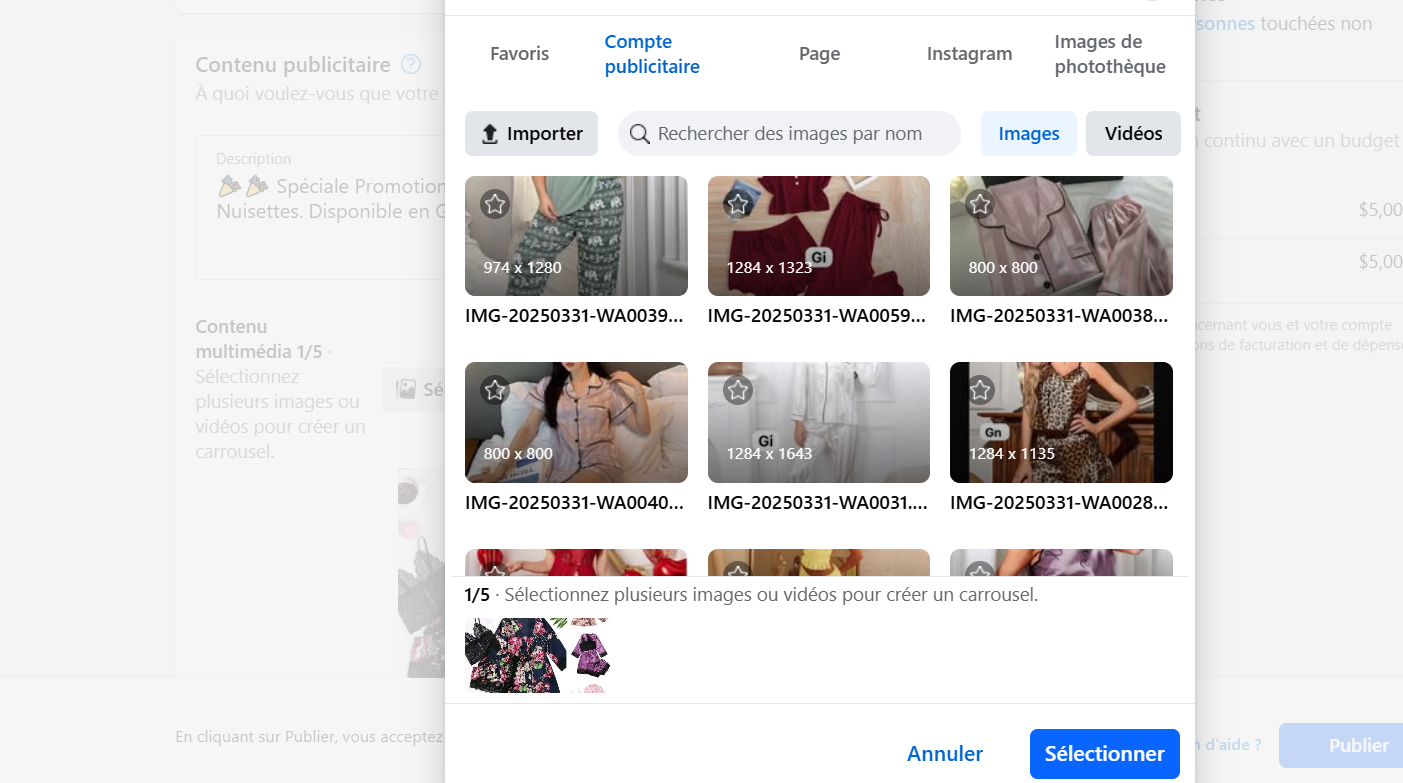 sonnes touchées non
Favoris
Compte
publicitaire
Page
Instagram
Images de
photothèque
Contenu publicitaire
À quoi voulez-vous que votre
Importer
Rechercher des images par nom
Images
Vidéos
n continu avec un budget
Description
Spéciale Promotion
Nuisettes. Disponible en G
$5,00
$5,00
974 x 1280
1284 x 1323
Gi
800 x 800
IMG-20250331-WA0039...
IMG-20250331-WA0059...
IMG-20250331-WA0038...
Contenu
multimédia 1/5 ·
Sélectionnez
plusieurs images ou
vidéos pour créer un
carrousel.
Sé
cernant vous et votre compte
ons de facturation et de dépense
800 x 800
Gi
1284 x 1643
Gn
1284 x 1135
IMG-20250331-WA0040...
IMG-20250331-WA0031....
IMG-20250331-WA0028...
1/5 · Sélectionnez plusieurs images ou vidéos pour créer un carrousel.
En cliquant sur Publier, vous acceptez
Annuler
Sélectionner
n d'aide ?
Publier